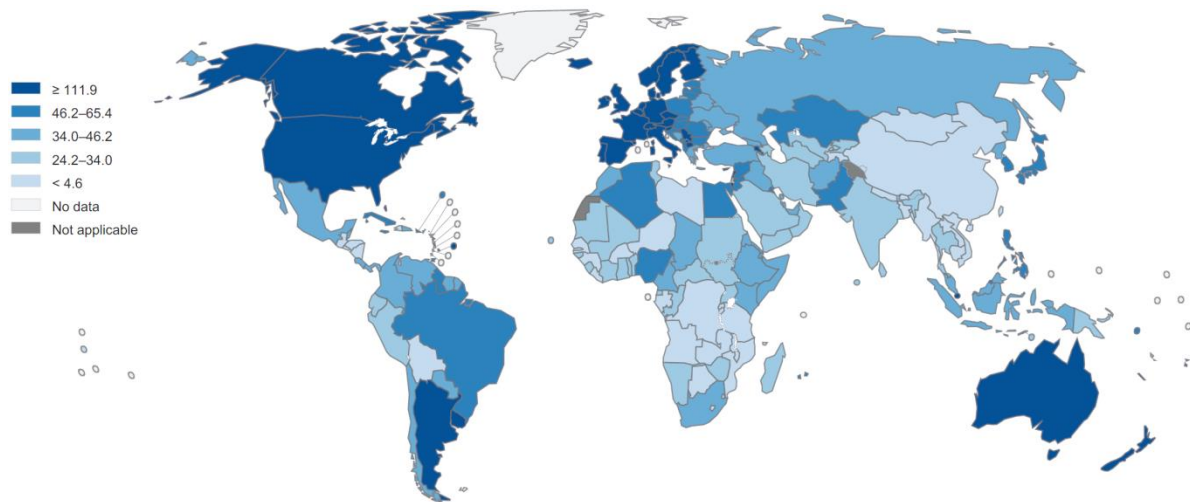 ≥ 111.9
46.2–65.4
34.0–46.2
24.2–34.0
< 4.6
No data
Not applicable